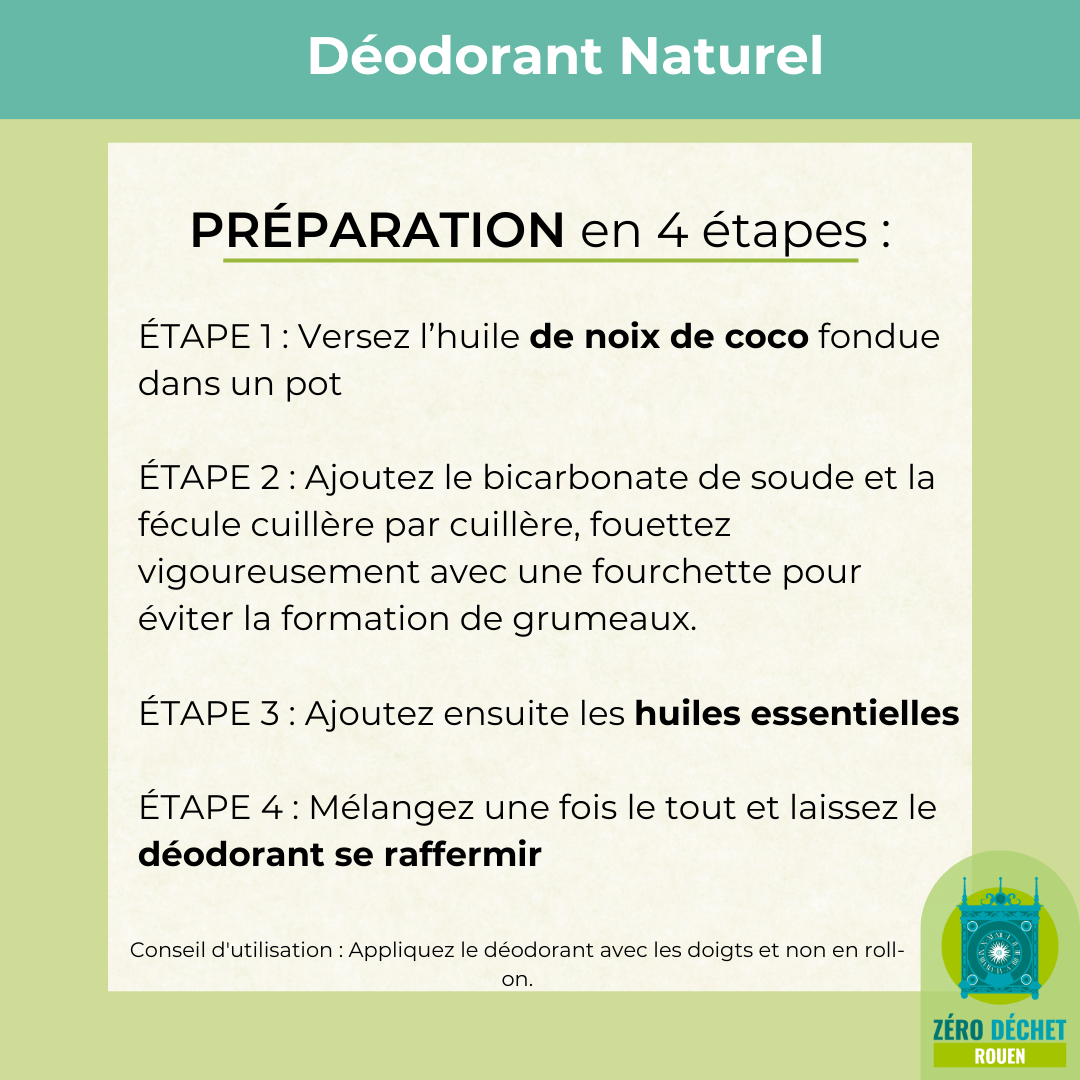 Déodorant Naturel
PRÉPARATION en 4 étapes :
ÉTAPE 1 : Versez l’huile de noix de coco fondue
dans un pot
ÉTAPE 2 : Ajoutez le bicarbonate de soude et la
fécule cuillère par cuillère, fouettez
vigoureusement avec une fourchette pour
éviter la formation de grumeaux.
ÉTAPE 3 : Ajoutez ensuite les huiles essentielles
ÉTAPE 4 : Mélangez une fois le tout et laissez le
déodorant se raffermir
Conseil d'utilisation : Appliquez le déodorant avec les doigts et non en roll-
on.
ZÉRO DÉCHET
ROUEN